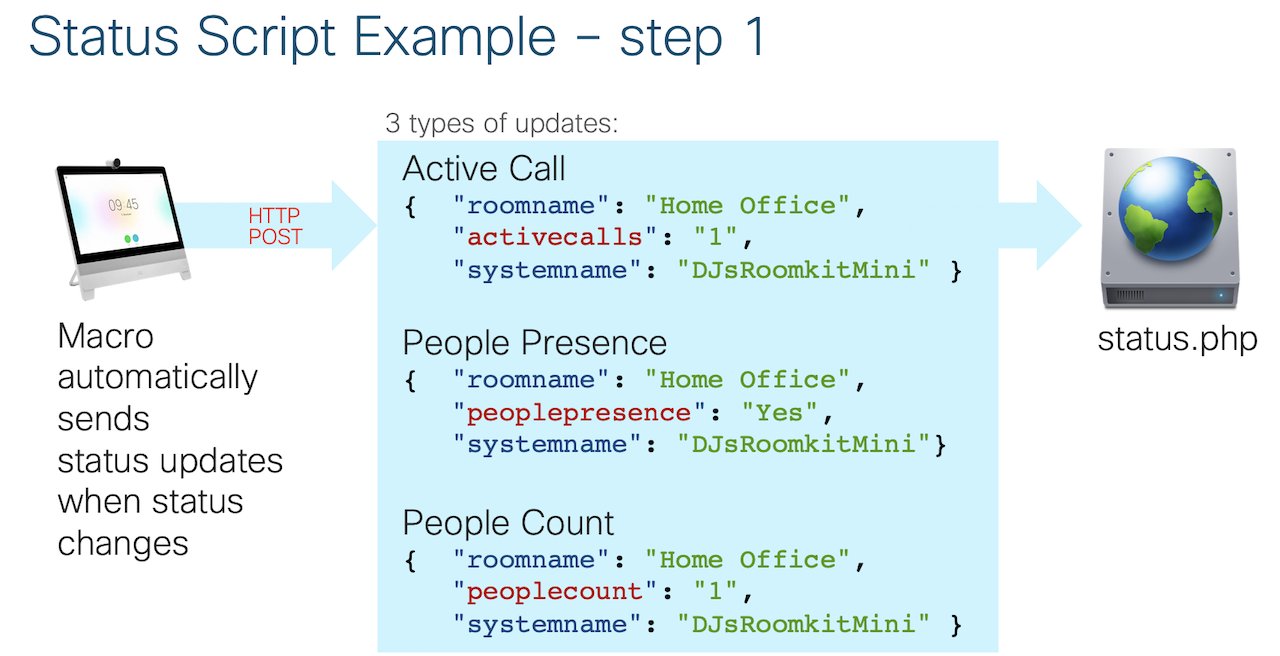 Status Script Example – step 1
3 types of updates:
Active Call
{ "roomname": "Home Office",
"activecalls": "1",
"systemname": "DJsRoomkitMini" }
09:45
HTTP
POST
Macro
automatically
sends
status updates
when status
changes
People Presence
{ "roomname": "Home Office",
"peoplepresence": "Yes",
"systemname": "DJsRoomkitMini"}
People Count
{ "roomname": "Home Office",
"peoplecount": "1",
"systemname": "DJsRoomkitMini" }
status.php